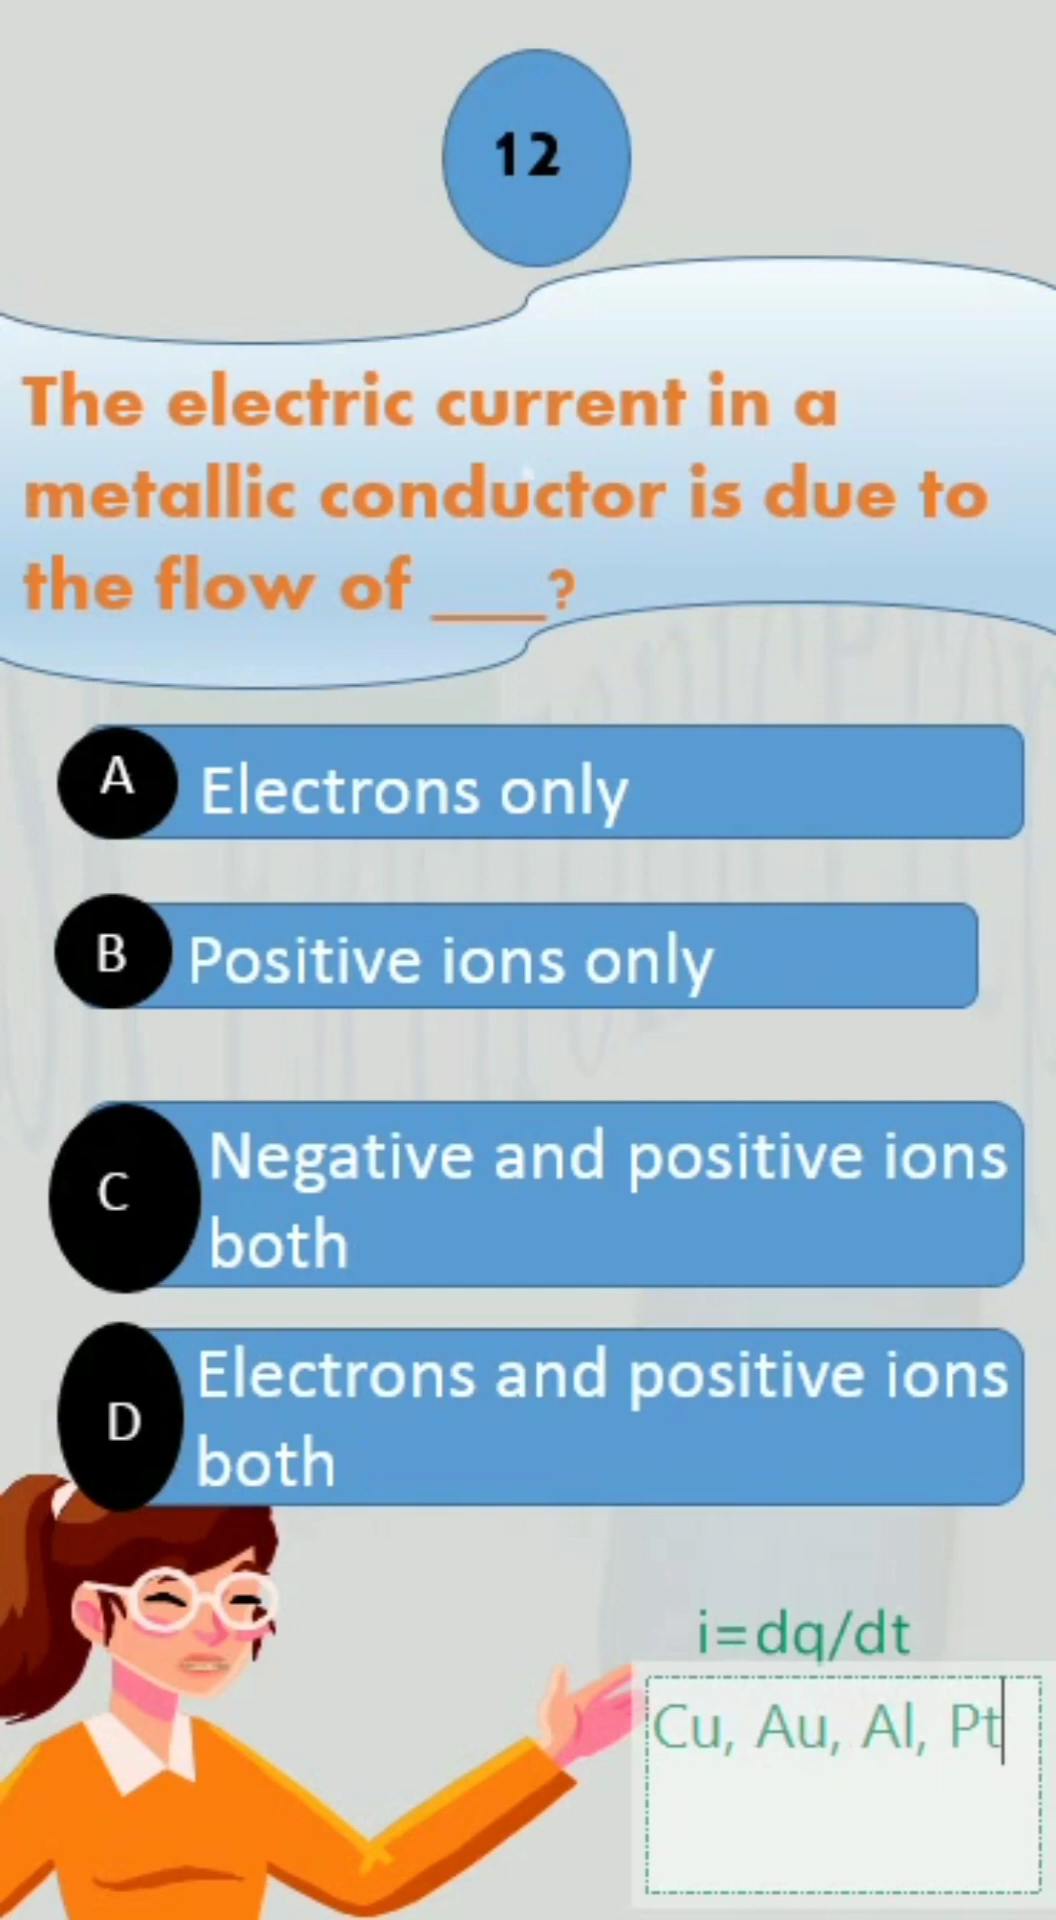 12
The electric current in a
metallic conductor is due to
the flow of ____?
A Electrons only
B Positive ions only
C Negative and positive ions
both
D Electrons and positive ions
both
i=dq/dt
Cu, Au, Al, Pt